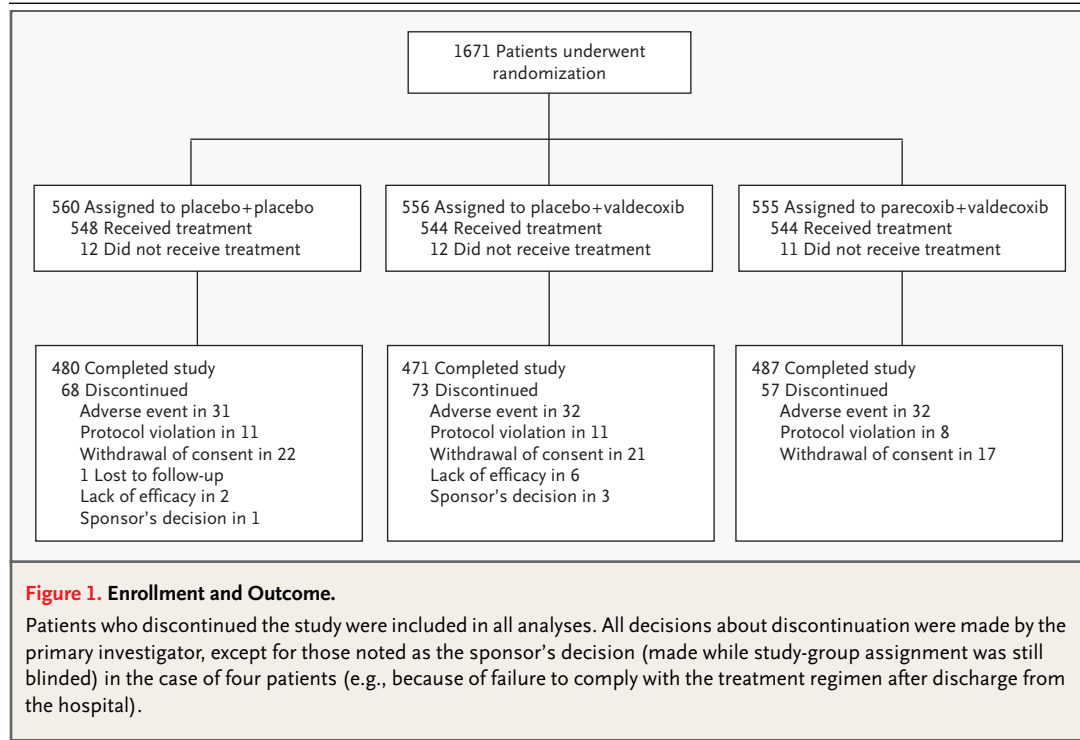 1671 Patients underwent
randomization
560 Assigned to placebo+placebo
548 Received treatment
12 Did not receive treatment
556 Assigned to placebo+valdecoxib
544 Received treatment
12 Did not receive treatment
555 Assigned to parecoxib+valdecoxib
544 Received treatment
11 Did not receive treatment
480 Completed study
68 Discontinued
Adverse event in 31
Protocol violation in 11
Withdrawal of consent in 22
1 Lost to follow-up
Lack of efficacy in 2
Sponsor's decision in 1
471 Completed study
73 Discontinued
Adverse event in 32
Protocol violation in 11
Withdrawal of consent in 21
Lack of efficacy in 6
Sponsor's decision in 3
487 Completed study
57 Discontinued
Adverse event in 32
Protocol violation in 8
Withdrawal of consent in 17
Figure 1. Enrollment and Outcome.
Patients who discontinued the study were included in all analyses. All decisions about discontinuation were made by the
primary investigator, except for those noted as the sponsor's decision (made while study-group assignment was still
blinded) in the case of four patients (e.g., because of failure to comply with the treatment regimen after discharge from
the hospital).